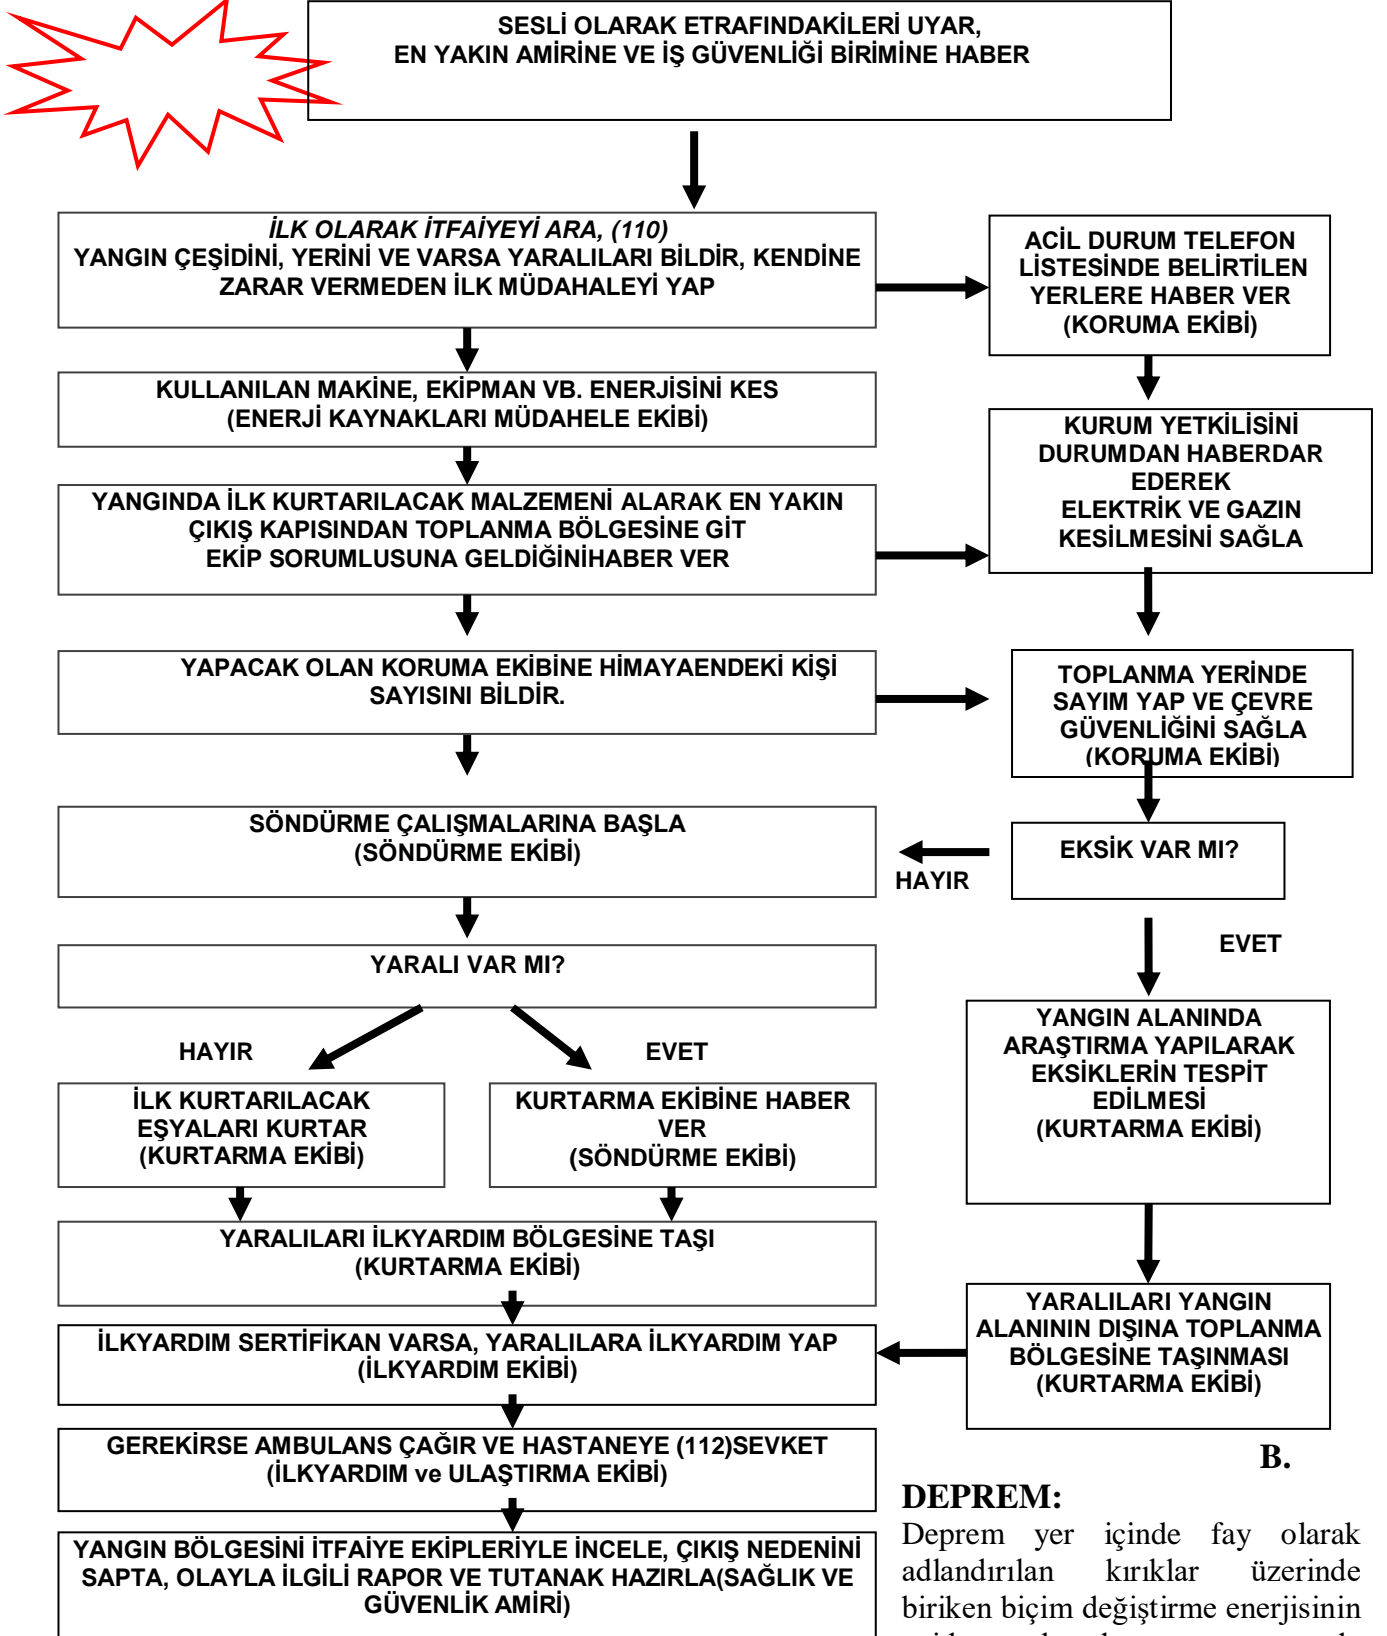 SESLİ OLARAK ETRAFINDAKİLERİ UYAR,
EN YAKIN AMİRİNE VE İŞ GÜVENLİĞİ BİRİMİNE HABER
İLK OLARAK İTFAİYEYİ ARA, (110)
YANGIN ÇEŞİDİNİ, YERİNİ VE VARSA YARALILARI BİLDİR, KENDİNE
ZARAR VERMEDEN İLK MÜDAHALEYİ YAP
ACİL DURUM TELEFON
LİSTESİNDE BELİRTİLEN
YERLERE HABER VER
(KORUMA EKİBİ)
KULLANILAN MAKİNE, EKİPMAN VB. ENERJİSİNİ KES
(ENERJİ KAYNAKLARI MÜDAHELE EKİBİ)
KURUM YETKİLİSİNİ
DURUMDAN HABERDAR
EDEREK
ELEKTRİK VE GAZIN
KESİLMESİNİ SAĞLA
YANGINDA İLK KURTARILACAK MALZEMENİ ALARAK EN YAKIN
ÇIKIŞ KAPISINDAN TOPLANMA BÖLGESİNE GİT
EKİP SORUMLUSUNA GELDİĞİNİHABER VER
YAPACAK OLAN KORUMA EKİBİNE HİMAYAENDEKİ KİŞİ
SAYISINI BİLDİR.
TOPLANMA YERİNDE
SAYIM YAP VE ÇEVRE
GÜVENLİĞİNİ SAĞLA
(KORUMA EKİBİ)
SÖNDÜRME ÇALIŞMALARINA BAŞLA
(SÖNDÜRME EKİBİ)
EKSİK VAR MI?
HAYIR
EVET
YARALI VAR MI?
HAYIR
EVET
YANGIN ALANINDA
ARAŞTIRMA YAPILARAK
EKSİKLERİN TESPİT
EDİLMESİ
(KURTARMA EKİBİ)
İLK KURTARILACAK
EŞYALARI KURTAR
(KURTARMA EKİBİ)
KURTARMA EKİBİNE HABER
VER
(SÖNDÜRME EKİBİ)
YARALILARI İLKYARDIM BÖLGESİNE TAŞI
(KURTARMA EKİBİ)
YARALILARI YANGIN
ALANININ DIŞINA TOPLANMA
BÖLGESİNE TAŞINMASI
(KURTARMA EKİBİ)
İLKYARDIM SERTİFİKAN VARSA, YARALILARA İLKYARDIM YAP
(İLKYARDIM EKİBİ)
GEREKİRSE AMBULANS ÇAĞIR VE HASTANEYE (112)SEVKET
(İLKYARDIM ve ULAŞTIRMA EKİBİ)
YANGIN BÖLGESİNİ İTFAİYE EKİPLERİYLE İNCELE, ÇIKIŞ NEDENİNİ
SAPTA, OLAYLA İLGİLİ RAPOR VE TUTANAK HAZIRLA(SAĞLIK VE
GÜVENLİK AMİRİ)
B.
DEPREM:
Deprem yer içinde fay olarak
adlandırılan kırıklar üzerinde
biriken biçim değiştirme enerjisinin